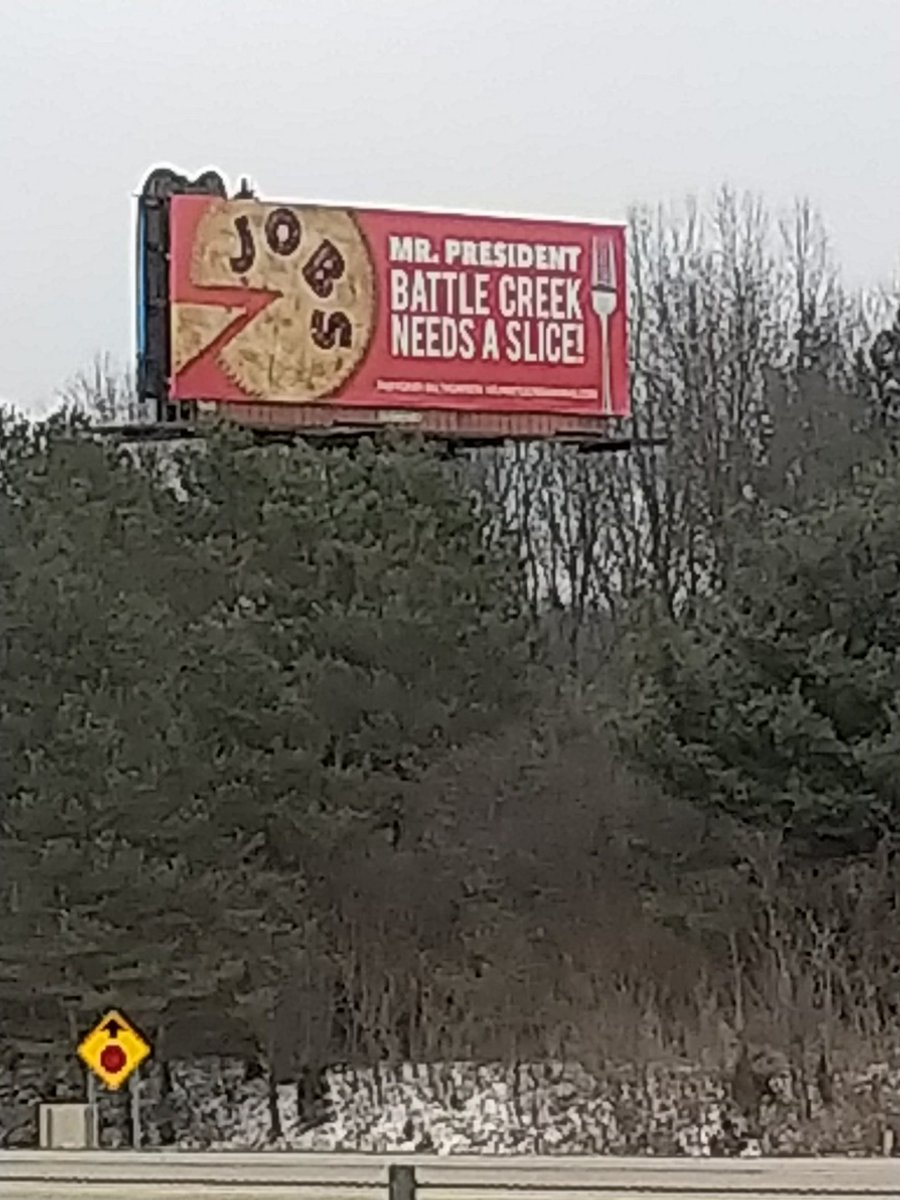 JOBS
MR. PRESIDENT
BATTLE CREEK
NEEDS A SLICE!